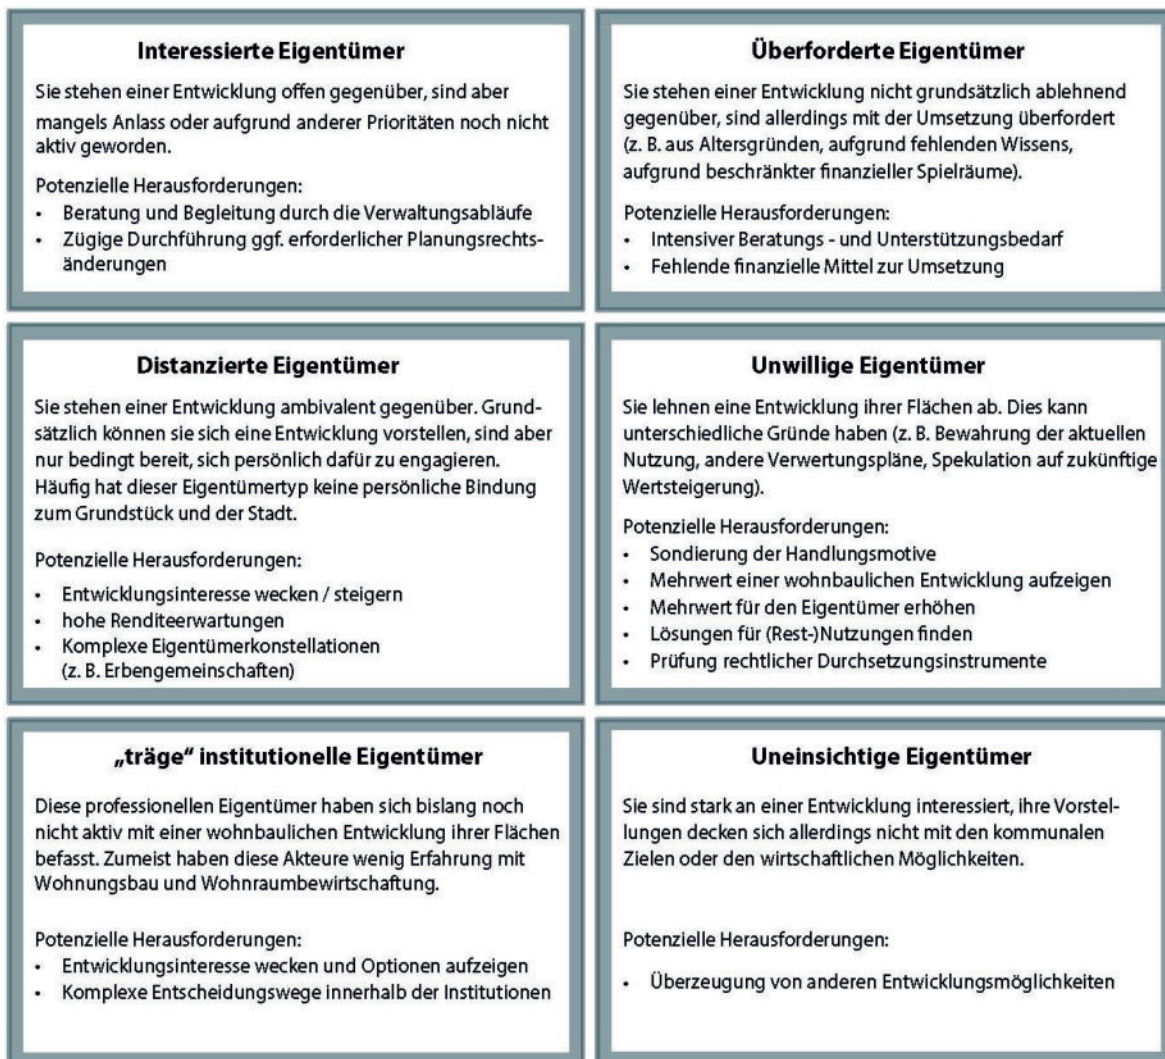 Interessierte Eigentümer
Sie stehen einer Entwicklung offen gegenüber, sind aber
mangels Anlass oder aufgrund anderer Prioritäten noch nicht
aktiv geworden.
Potenzielle Herausforderungen:
• Beratung und Begleitung durch die Verwaltungsabläufe
• Zügige Durchführung ggf. erforderlicher Planungsrechts-
änderungen
Überforderte Eigentümer
Sie stehen einer Entwicklung nicht grundsätzlich ablehnend
gegenüber, sind allerdings mit der Umsetzung überfordert
(z. B. aus Altersgründen, aufgrund fehlenden Wissens,
aufgrund beschränkter finanzieller Spielräume).
Potenzielle Herausforderungen:
• Intensiver Beratungs - und Unterstützungsbedarf
• Fehlende finanzielle Mittel zur Umsetzung
Distanzierte Eigentümer
Sie stehen einer Entwicklung ambivalent gegenüber. Grund-
sätzlich können sie sich eine Entwicklung vorstellen, sind aber
nur bedingt bereit, sich persönlich dafür zu engagieren.
Häufig hat dieser Eigentümertyp keine persönliche Bindung
zum Grundstück und der Stadt.
Potenzielle Herausforderungen:
• Entwicklungsinteresse wecken / steigern
• hohe Renditeerwartungen
• Komplexe Eigentümerkonstellationen
(z. B. Erbengemeinschaften)
Unwillige Eigentümer
Sie lehnen eine Entwicklung ihrer Flächen ab. Dies kann
unterschiedliche Gründe haben (z. B. Bewahrung der aktuellen
Nutzung, andere Verwertungspläne, Spekulation auf zukünftige
Wertsteigerung).
Potenzielle Herausforderungen:
• Sondierung der Handlungsmotive
• Mehrwert einer wohnbaulichen Entwicklung aufzeigen
• Mehrwert für den Eigentümer erhöhen
• Lösungen für (Rest-)Nutzungen finden
• Prüfung rechtlicher Durchsetzungsinstrumente
„träge“ institutionelle Eigentümer
Diese professionellen Eigentümer haben sich bislang noch
nicht aktiv mit einer wohnbaulichen Entwicklung ihrer Flächen
befasst. Zumeist haben diese Akteure wenig Erfahrung mit
Wohnungsbau und Wohnraumbewirtschaftung.
Potenzielle Herausforderungen:
• Entwicklungsinteresse wecken und Optionen aufzeigen
• Komplexe Entscheidungswege innerhalb der Institutionen
Uneinsichtige Eigentümer
Sie sind stark an einer Entwicklung interessiert, ihre Vorstel-
lungen decken sich allerdings nicht mit den kommunalen
Zielen oder den wirtschaftlichen Möglichkeiten.
Potenzielle Herausforderungen:
• Überzeugung von anderen Entwicklungsmöglichkeiten